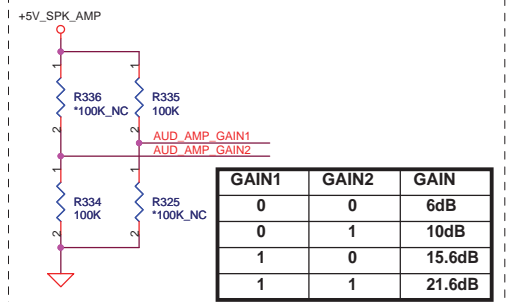 +5V_SPK_AMP
1
1
R336
*100K_NC
R335
100K
2
2
AUD_AMP_GAIN1
AUD_AMP_GAIN2
1
1
R334
100K
R325
*100K_NC
2
2
GAIN1 GAIN2 GAIN
0 0 6dB
0 1 10dB
1 0 15.6dB
1 1 21.6dB